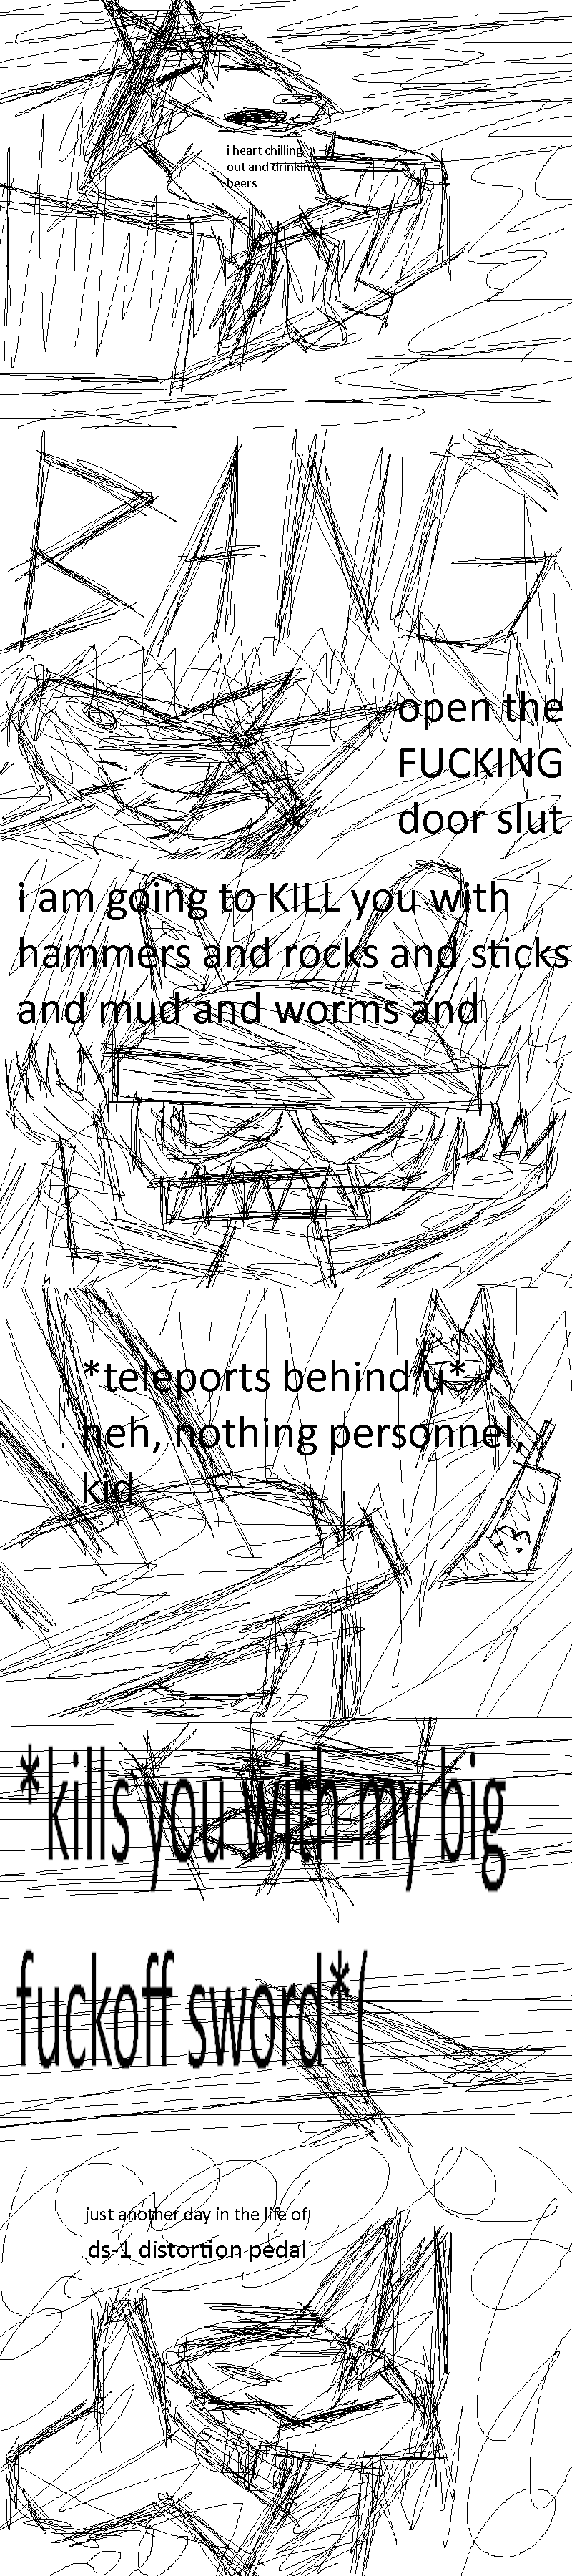 i heart chilling
out and drinkin
beers
BANG
open the
FUCKING
door slut
i am going to KILL you with
hammers and rocks and sticks
and mud and worms and
*teleports behind u*
heh, nothing personnel,
kid
*kills you with my big
fuckoff sword*(
just another day in the life of
ds-1 distortion pedal